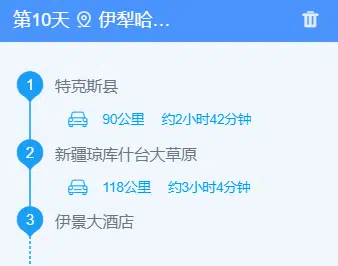 第10天 伊犁哈...
1 特克斯县
90公里 约2小时42分钟
2 新疆琼库什台大草原
118公里 约3小时4分钟
3 伊景大酒店